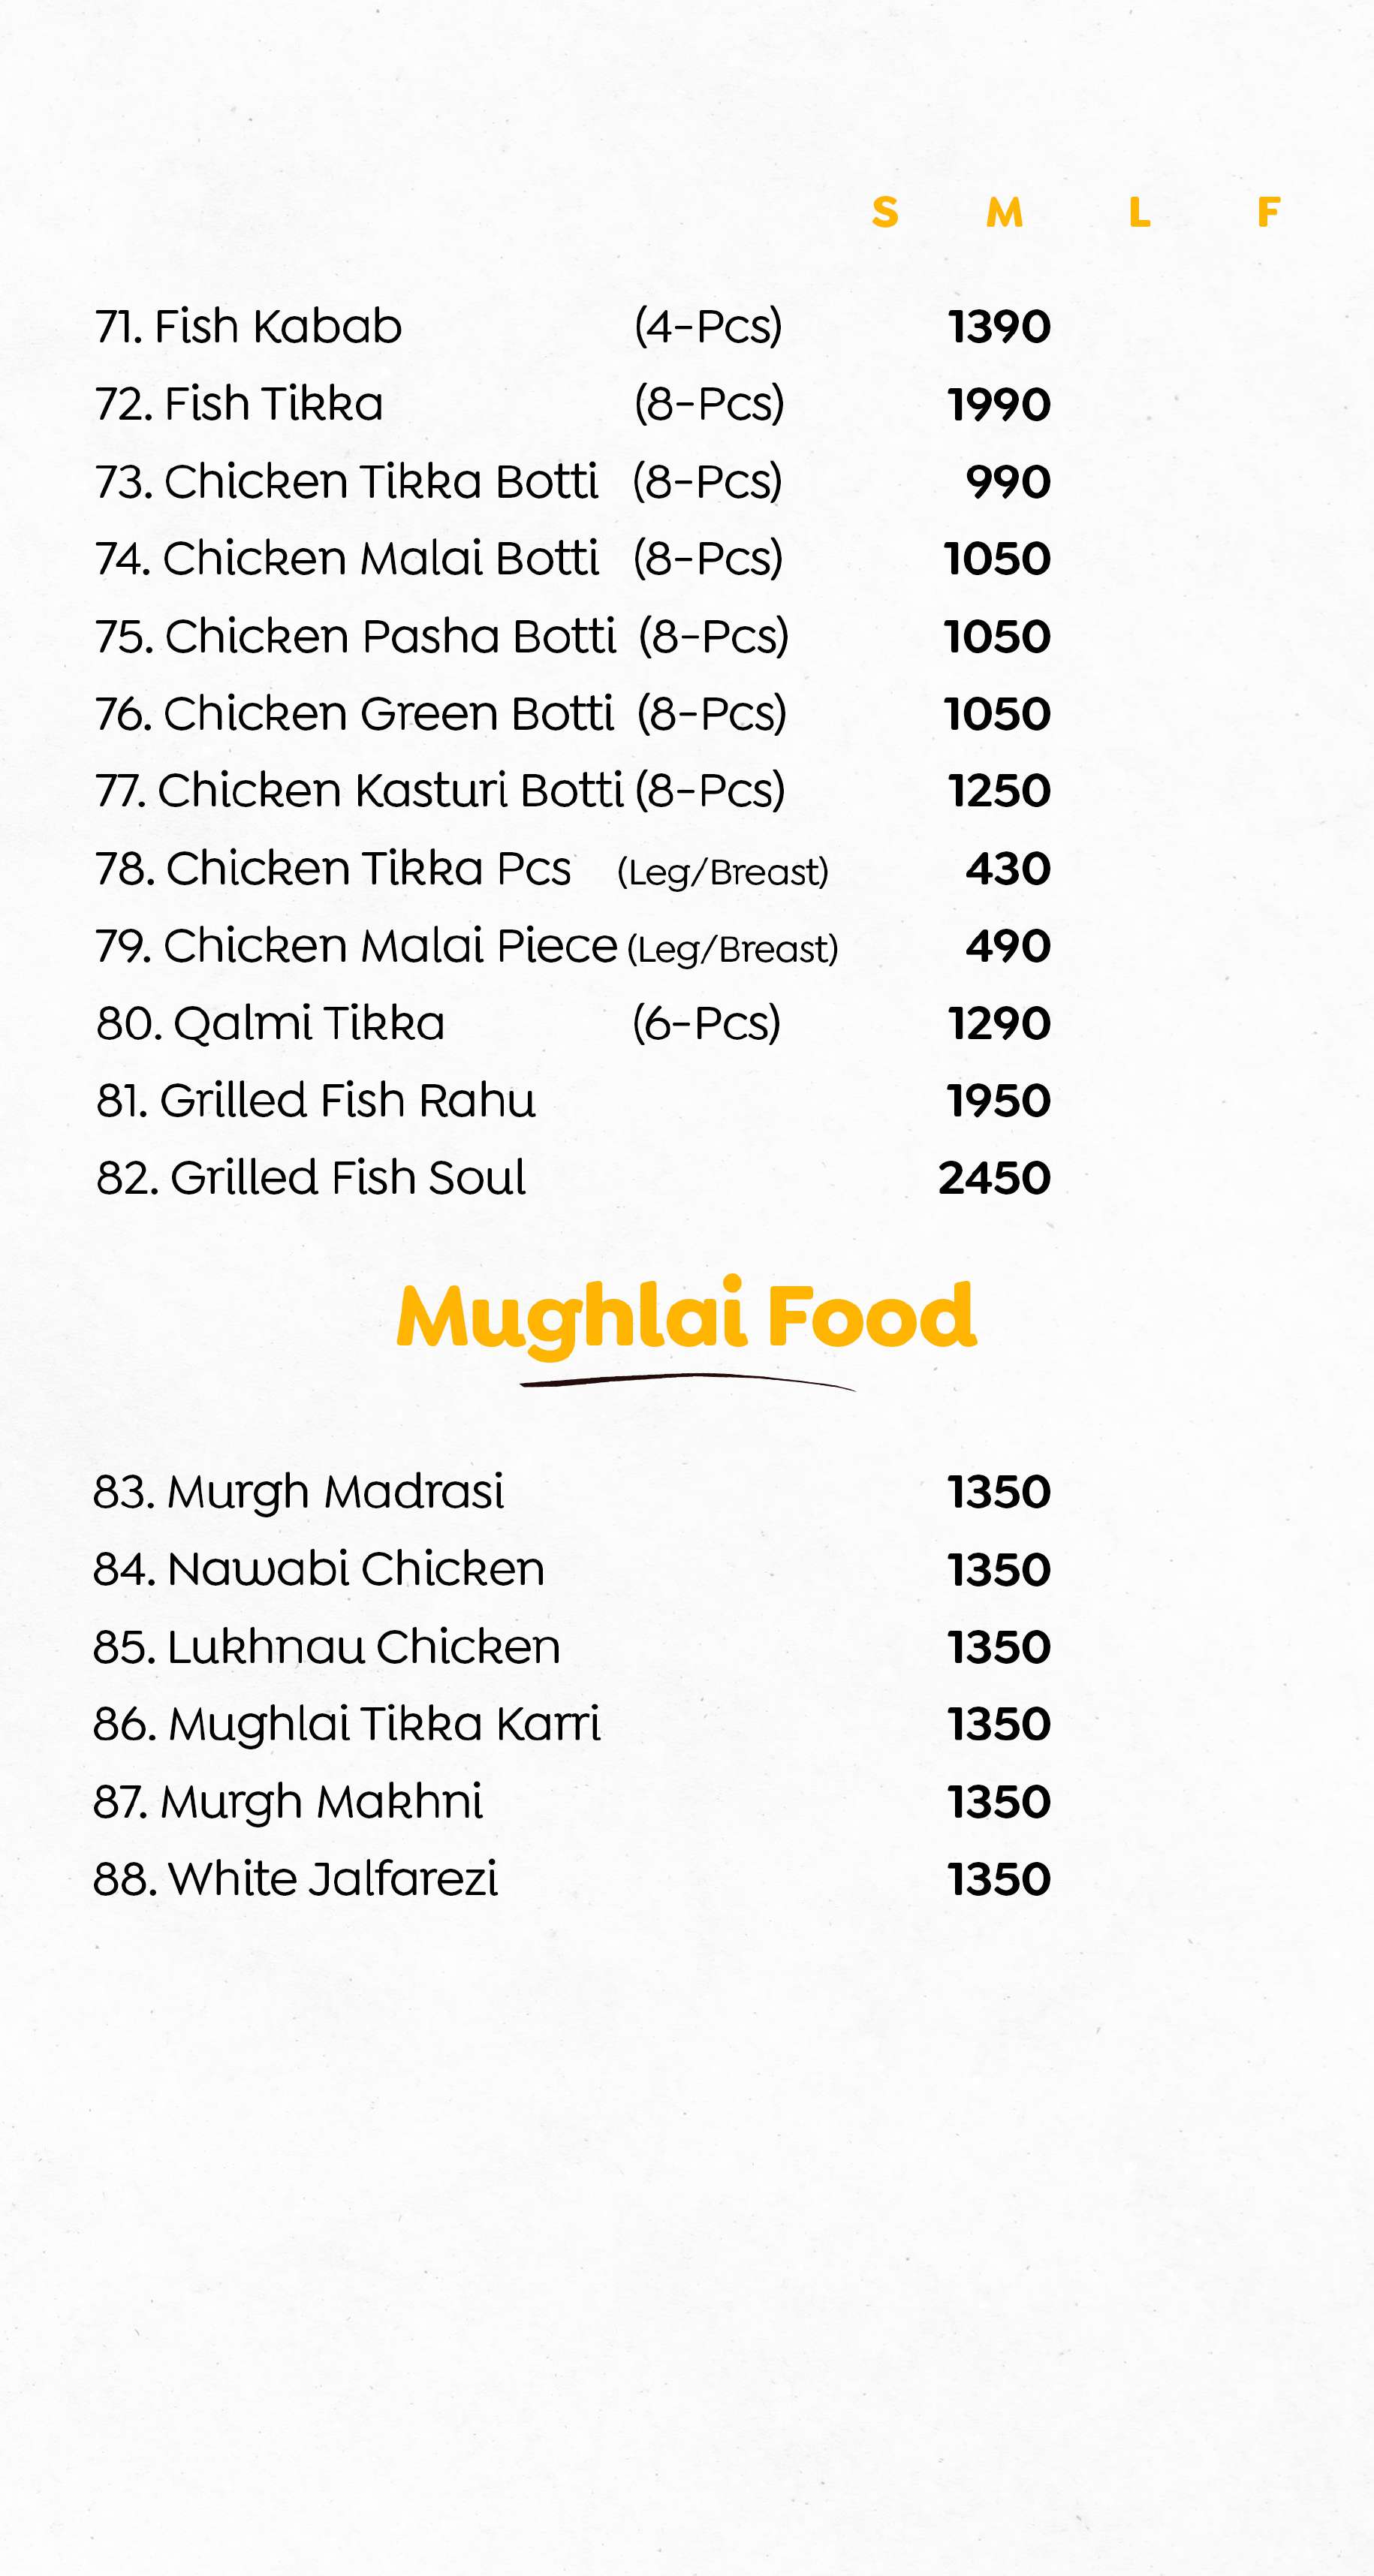 S M L F
71. Fish Kabab (4-Pcs) 1390
72. Fish Tikka (8-Pcs) 1990
73. Chicken Tikka Botti (8-Pcs) 990
74. Chicken Malai Botti (8-Pcs) 1050
75. Chicken Pasha Botti (8-Pcs) 1050
76. Chicken Green Botti (8-Pcs) 1050
77. Chicken Kasturi Botti (8-Pcs) 1250
78. Chicken Tikka Pcs (Leg/Breast) 430
79. Chicken Malai Piece (Leg/Breast) 490
80. Qalmi Tikka (6-Pcs) 1290
81. Grilled Fish Rahu 1950
82. Grilled Fish Soul 2450
Mughlai Food
83. Murgh Madrasi 1350
84. Nawabi Chicken 1350
85. Lukhnau Chicken 1350
86. Mughlai Tikka Karri 1350
87. Murgh Makhni 1350
88. White Jalfarezi 1350